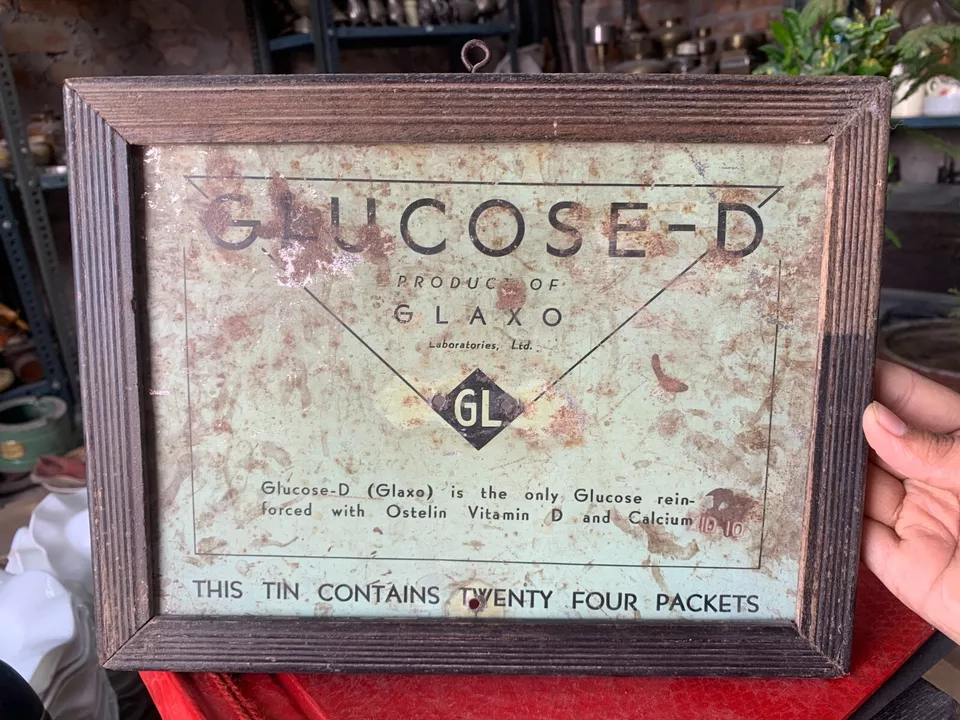 GLUCOSE-D
PRODUCT OF
GLAXO
Laboratories, Ltd.
GL
Glucose-D (Glaxo) is the only Glucose rein-
forced with Ostelin Vitamin D and Calcium
THIS TIN CONTAINS TWENTY FOUR PACKETS